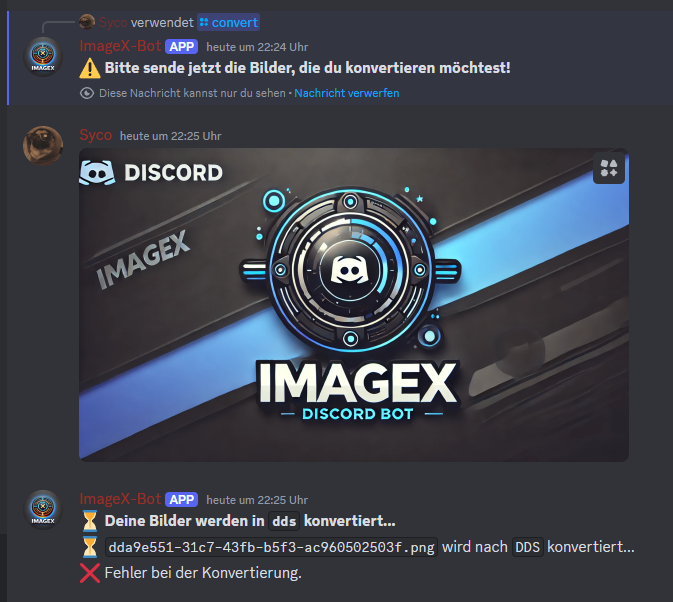 Syco verwendet convert
ImageX-Bot APP heute um 22:24 Uhr
Bitte sende jetzt die Bilder, die du konvertieren möchtest!
Diese Nachricht kannst nur du sehen • Nachricht verwerfen
Syco heute um 22:25 Uhr
DISCORD
IMAGEX
IMAGEX
DISCORD BOT
ImageX-Bot APP heute um 22:25 Uhr
Deine Bilder werden in dds konvertiert...
dda9e551-31c7-43fb-b5f3-ac960502503f.png wird nach DDS konvertiert...
Fehler bei der Konvertierung.
IMAGEX
IMAGEX